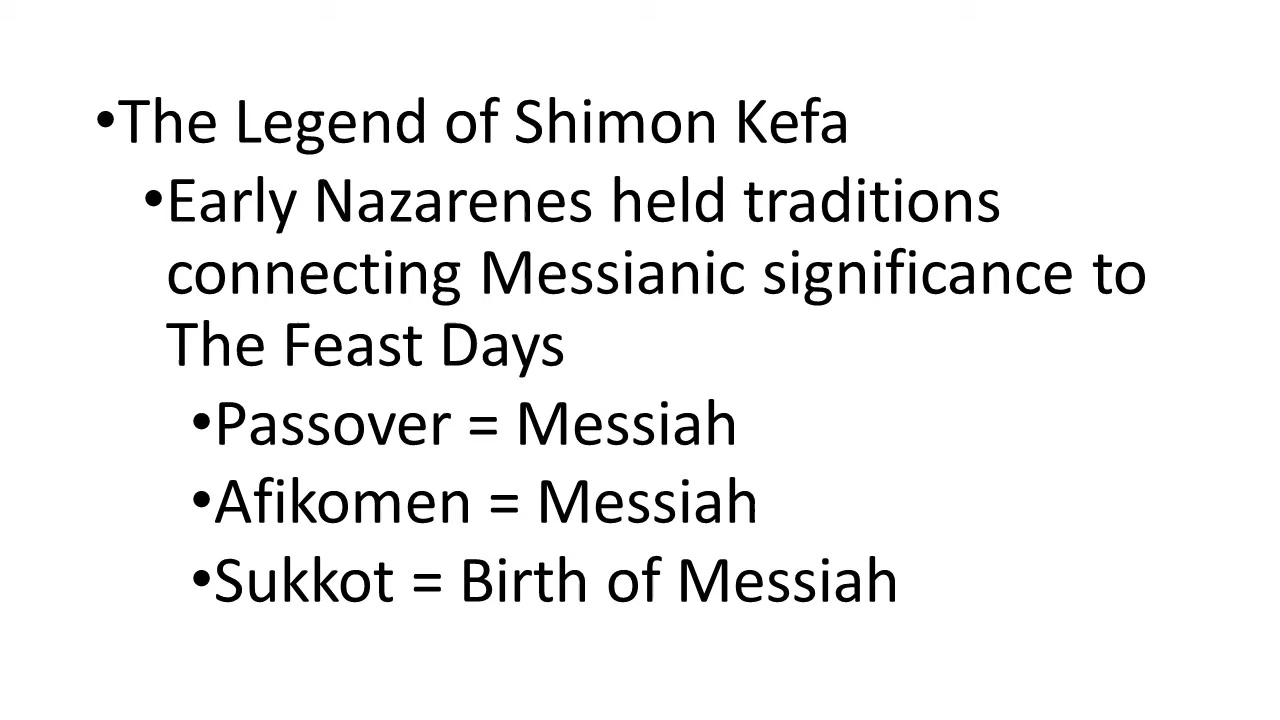 •The Legend of Shimon Kefa
•Early Nazarenes held traditions
connecting Messianic significance to
The Feast Days
•Passover = Messiah
•Afikomen = Messiah
•Sukkot = Birth of Messiah